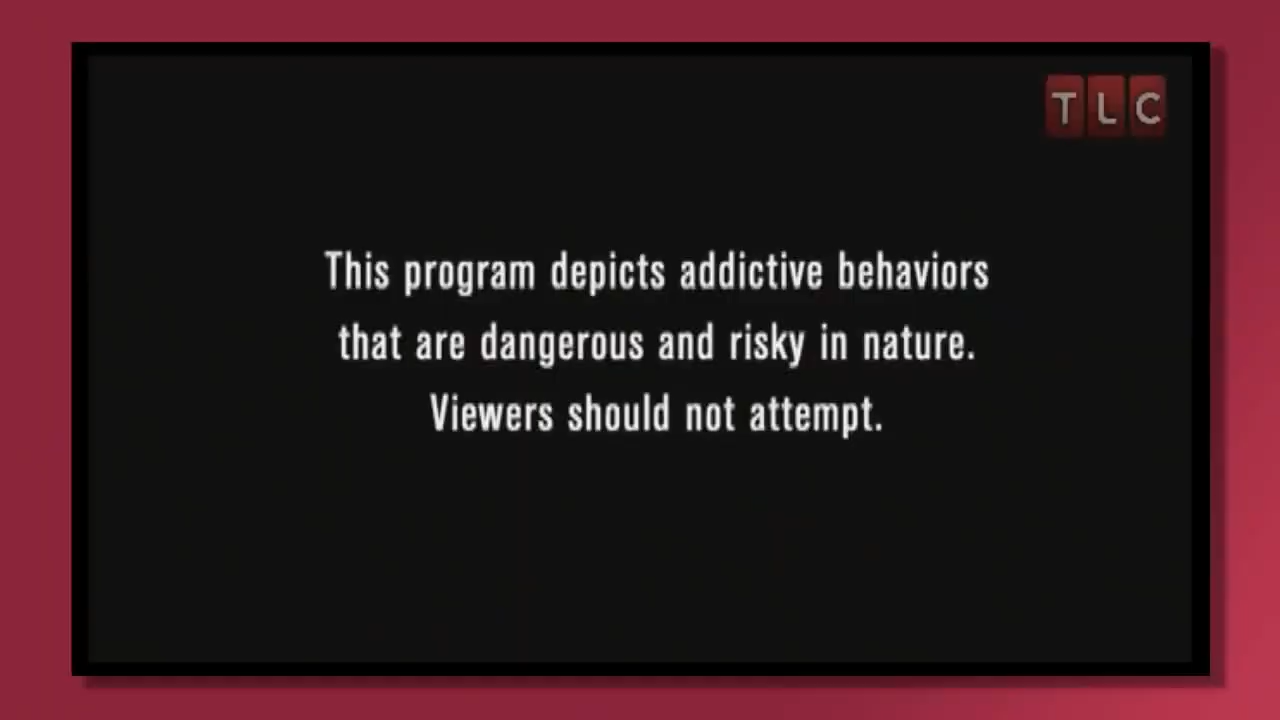 TLC
This program depicts addictive behaviors
that are dangerous and risky in nature.
Viewers should not attempt.